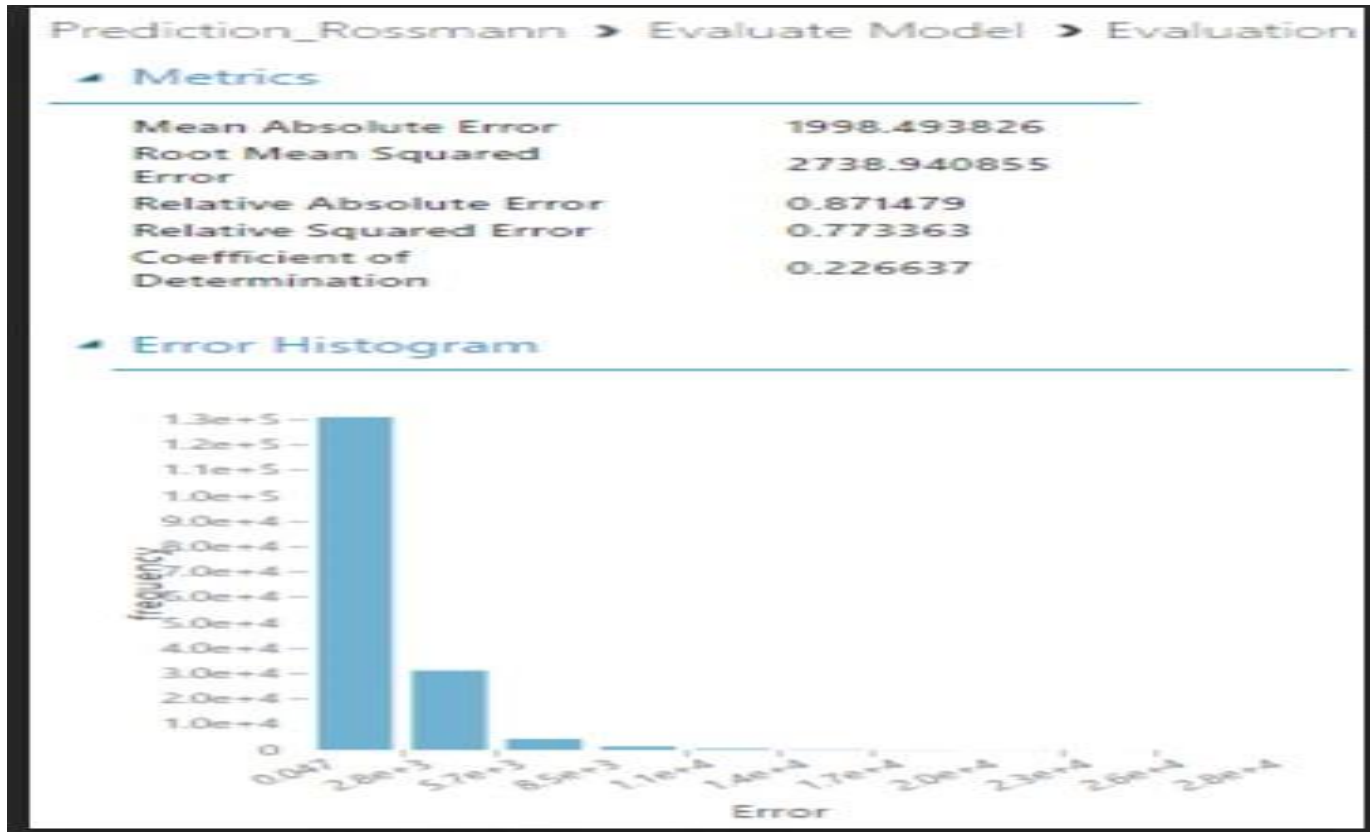 Prediction_Rossmann > Evaluate Model > Evaluation
Metrics
Mean Absolute Error 1998.493826
Root Mean Squared
Error 2738.940855
Relative Absolute Error 0.871479
Relative Squared Error 0.773363
Coefficient of
Determination 0.226637
Error Histogram
1.3e+5
1.2e+5
1.1e+5
1.0e+5
9.0e+4
8.0e+4
7.0e+4
6.0e+4
5.0e+4
4.0e+4
3.0e+4
2.0e+4
1.0e+4
0
frequency
0.047 2.8e+3 5.7e+3 8.5e+3 1.1e+4 1.4e+4 1.7e+4 2.0e+4 2.3e+4 2.6e+4 2.8e+4
Error